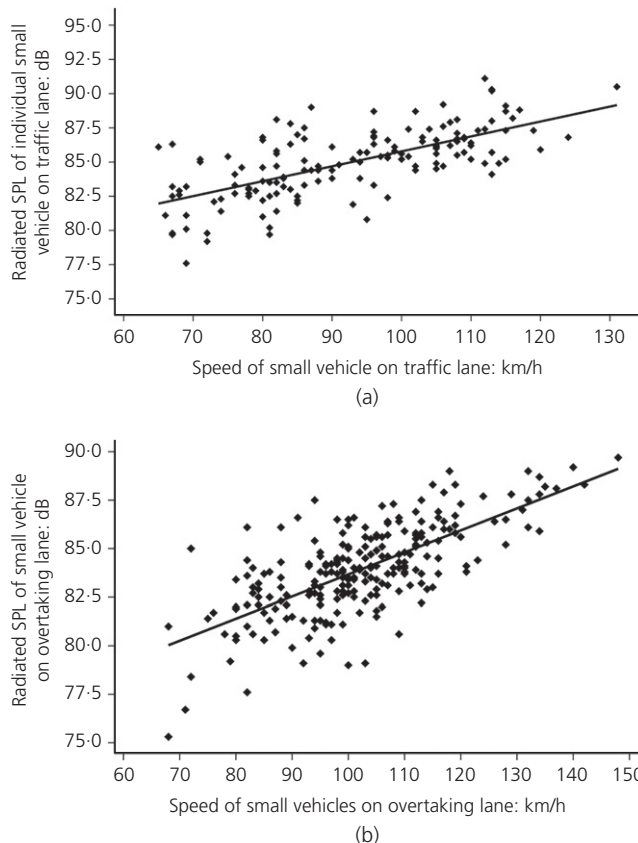 95·0
92·5
90·0
87·5
85·0
82·5
80·0
77·5
75·0
Radiated SPL of individual small
vehicle on traffic lane: dB
60 70 80 90 100 110 120 130
Speed of small vehicle on traffic lane: km/h
(a)
90·0
87·5
85·0
82·5
80·0
77·5
75·0
Radiated SPL of small vehicle
on overtaking lane: dB
60 70 80 90 100 110 120 130 140 150
Speed of small vehicles on overtaking lane: km/h
(b)